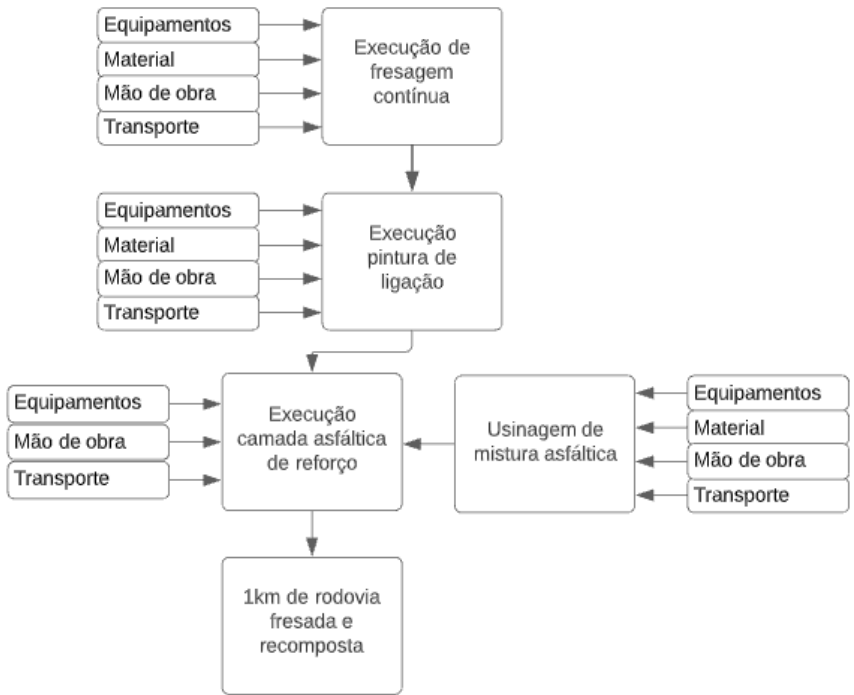 Equipamentos
Material
Mão de obra
Transporte
Execução de
fresagem
contínua
Equipamentos
Material
Mão de obra
Transporte
Execução
pintura de
ligação
Equipamentos
Mão de obra
Transporte
Execução
camada asfáltica
de reforço
Usinagem de
mistura asfáltica
Equipamentos
Material
Mão de obra
Transporte
1km de rodovia
fresada e
recomposta